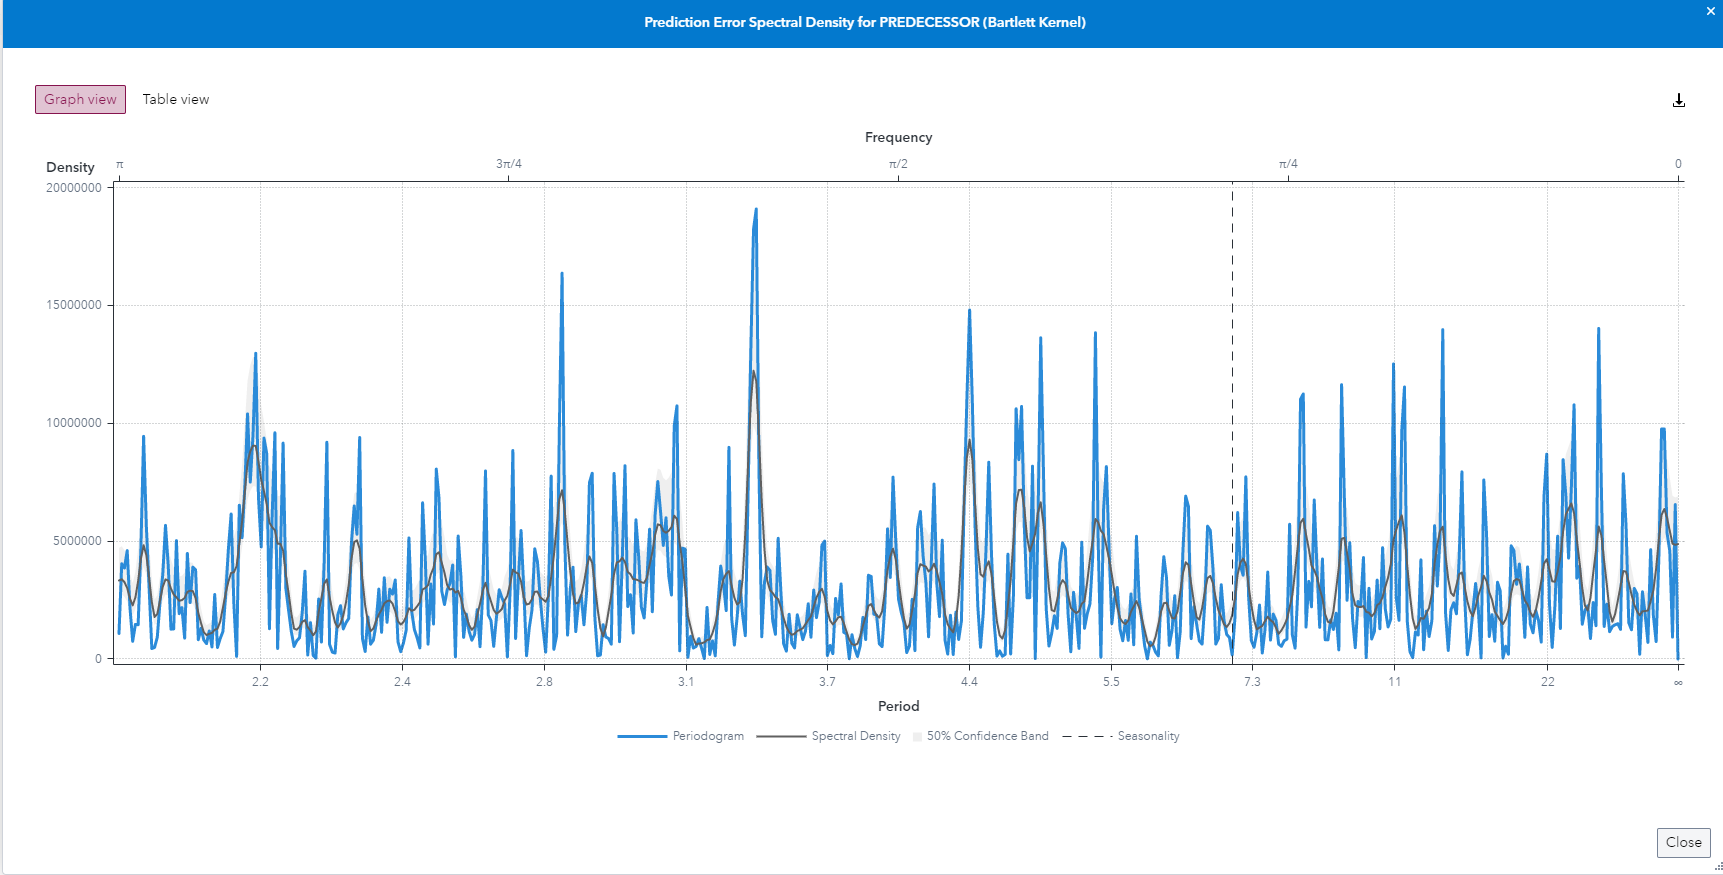 Prediction Error Spectral Density for PREDECESSOR (Bartlett Kernel)
×
Graph view
Table view
Frequency
Density
π
3π/4
π/2
π/4
0
20000000
15000000
10000000
5000000
0
2.2
2.4
2.8
3.1
3.7
4.4
5.5
7.3
11
22
∞
Period
Periodogram
Spectral Density
50% Confidence Band
Seasonality
Close